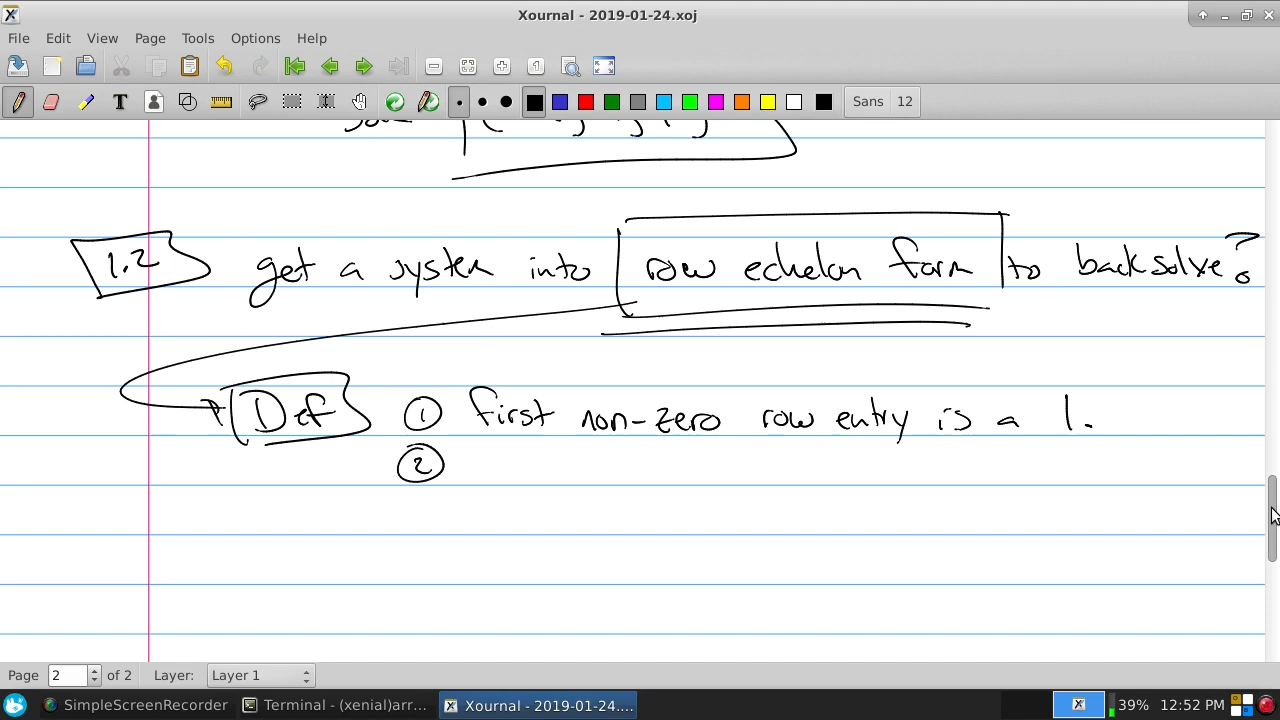 Xournal - 2019-01-24.xoj
File Edit View Page Tools Options Help
Sans 12
1.2 get a system into row echelon form to backsolve?
Def ① first non-zero row entry is a 1.
②
Page 2 of 2 Layer: Layer 1
SimpleScreenRecorder Terminal - (xenial)arr... Xournal - 2019-01-24.... 39% 12:52 PM